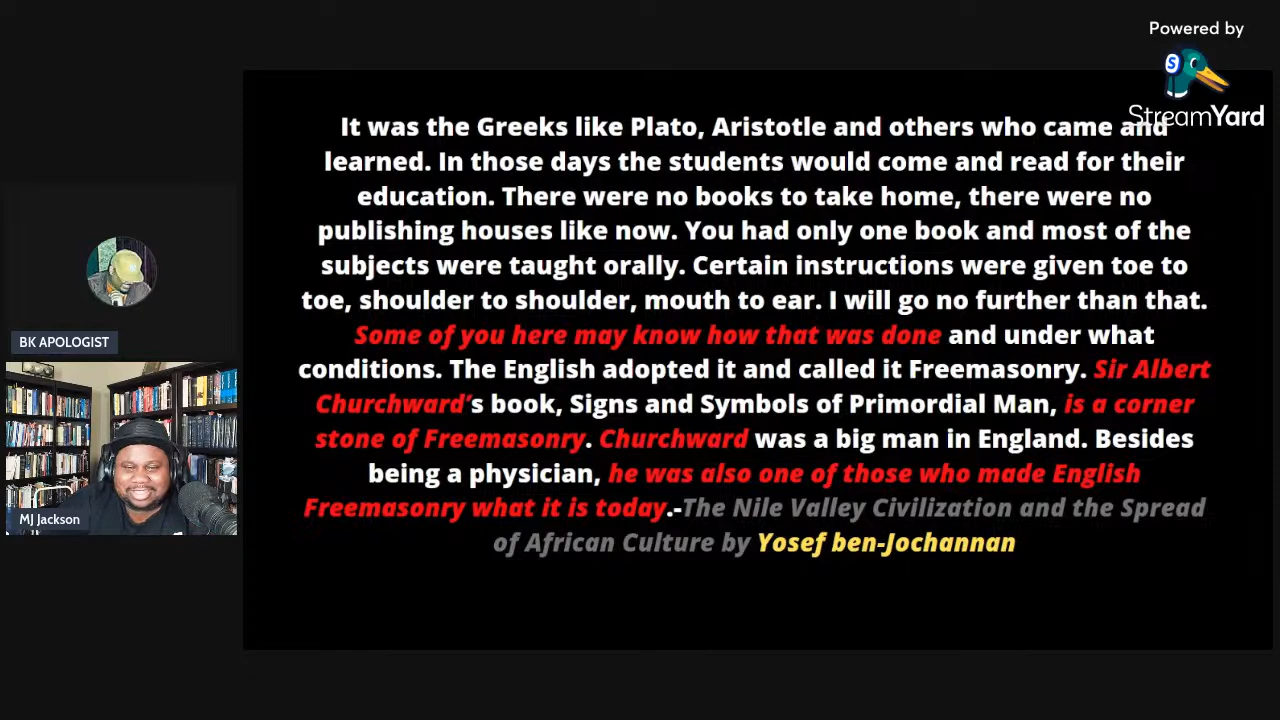 Powered by
StreamYard
It was the Greeks like Plato, Aristotle and others who came and
learned. In those days the students would come and read for their
education. There were no books to take home, there were no
publishing houses like now. You had only one book and most of the
subjects were taught orally. Certain instructions were given toe to
toe, shoulder to shoulder, mouth to ear. I will go no further than that.
Some of you here may know how that was done and under what
conditions. The English adopted it and called it Freemasonry. Sir Albert
Churchward's book, Signs and Symbols of Primordial Man, is a corner
stone of Freemasonry. Churchward was a big man in England. Besides
being a physician, he was also one of those who made English
Freemasonry what it is today.-The Nile Valley Civilization and the Spread
of African Culture by Yosef ben-Jochannan
BK APOLOGIST
MJ Jackson